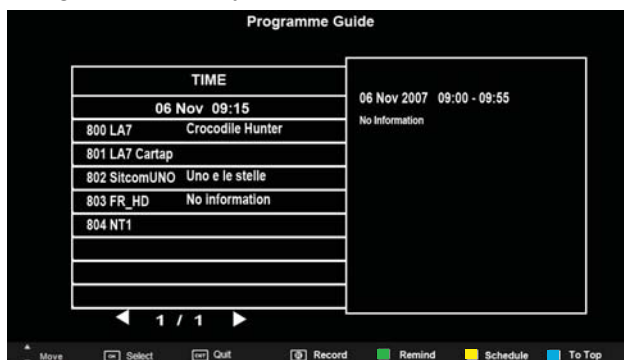 Programme Guide
TIME
06 Nov 09:15
800 LA7 Crocodile Hunter
801 LA7 Cartap
802 SitcomUNO Uno e le stelle
803 FR_HD No information
804 NT1
1 / 1
06 Nov 2007 09:00 - 09:55
No Information
Move OK Select EXIT Quit Record Remind Schedule To Top